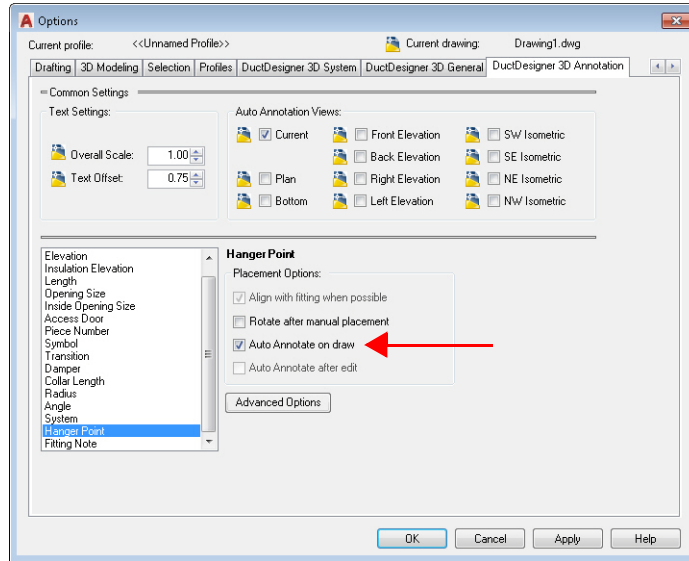 Options
Current profile: <<Unnamed Profile>> Current drawing: Drawing1.dwg
Drafting 3D Modeling Selection Profiles DuctDesigner 3D System DuctDesigner 3D General DuctDesigner 3D Annotation
Common Settings
Text Settings:
Overall Scale: 1.00
Text Offset: 0.75
Auto Annotation Views:
Current Front Elevation SW Isometric
Back Elevation SE Isometric
Plan Right Elevation NE Isometric
Bottom Left Elevation NW Isometric
Elevation
Insulation Elevation
Length
Opening Size
Inside Opening Size
Access Door
Piece Number
Symbol
Transition
Damper
Collar Length
Radius
Angle
System
Hanger Point
Fitting Note
Hanger Point
Placement Options:
Align with fitting when possible
Rotate after manual placement
Auto Annotate on draw
Auto Annotate after edit
Advanced Options
OK Cancel Apply Help